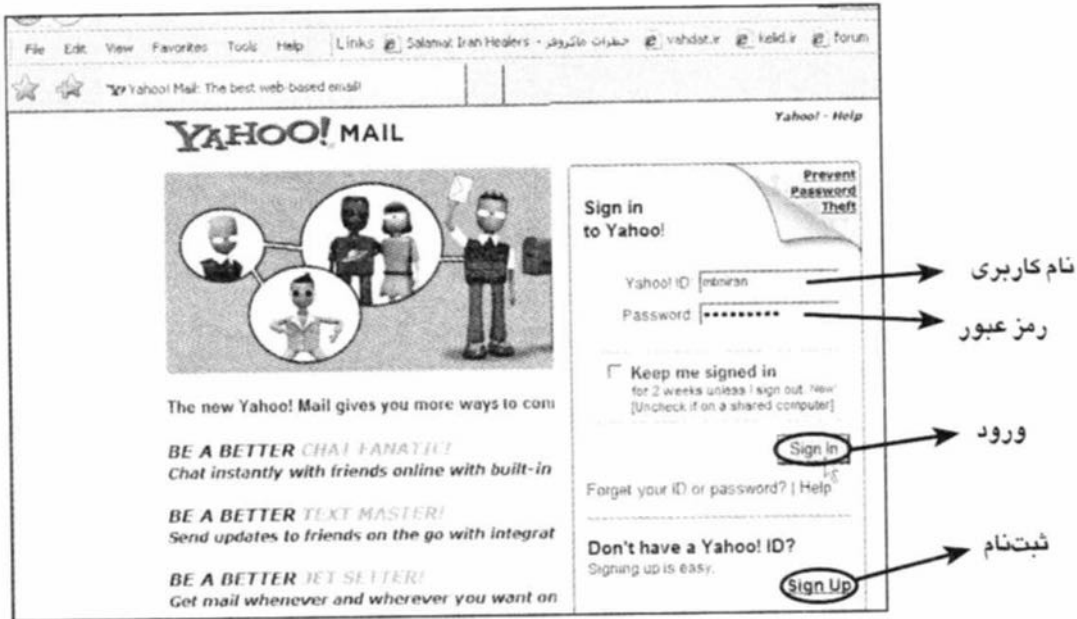 File Edit View Favorites Tools Help Links Salamat Iran Healers خطرات ماکروفر - vahdat.ir kelid.ir forum
Yahoo! Mail: The best web-based email!
Yahoo! - Help
YAHOO! MAIL
Prevent
Password
Theft
Sign in
to Yahoo!
Yahoo! ID: mbniran
نام کاربری
Password:
رمز عبور
Keep me signed in
for 2 weeks unless I sign out. New!
[Uncheck if on a shared computer]
Sign In
ورود
Forget your ID or password? | Help
Don't have a Yahoo! ID?
Signing up is easy.
Sign Up
ثبت‌نام
The new Yahoo! Mail gives you more ways to com
BE A BETTER CHAT FANATIC!
Chat instantly with friends online with built-in
BE A BETTER TEXT MASTER!
Send updates to friends on the go with integrat
BE A BETTER JET SETTER!
Get mail whenever and wherever you want on